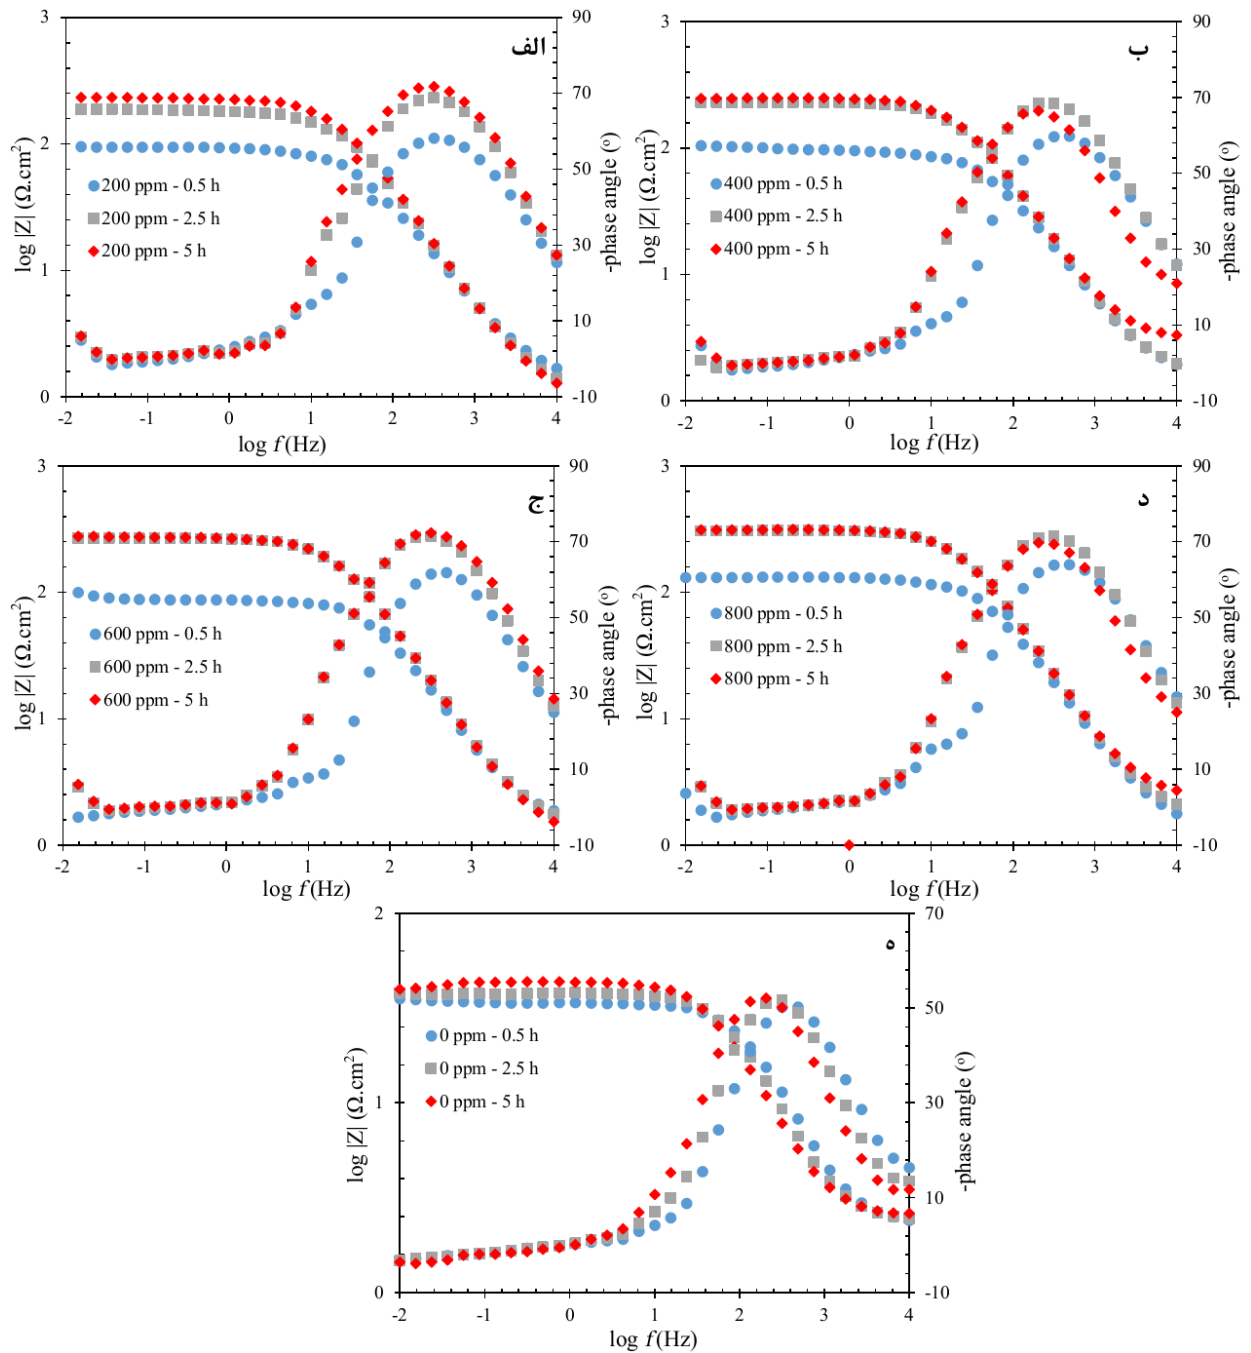 الف
3
2
1
0
90
70
50
30
10
-10
-2
-1
0
1
2
3
4
log |Z| (Ω.cm²)
-phase angle (º)
log f (Hz)
200 ppm - 0.5 h
200 ppm - 2.5 h
200 ppm - 5 h
ب
3
2
1
0
90
70
50
30
10
-10
-2
-1
0
1
2
3
4
log |Z| (Ω.cm²)
-phase angle (º)
log f (Hz)
400 ppm - 0.5 h
400 ppm - 2.5 h
400 ppm - 5 h
ج
3
2
1
0
90
70
50
30
10
-10
-2
-1
0
1
2
3
4
log |Z| (Ω.cm²)
-phase angle (º)
log f (Hz)
600 ppm - 0.5 h
600 ppm - 2.5 h
600 ppm - 5 h
د
3
2
1
0
90
70
50
30
10
-10
-2
-1
0
1
2
3
4
log |Z| (Ω.cm²)
-phase angle (º)
log f (Hz)
800 ppm - 0.5 h
800 ppm - 2.5 h
800 ppm - 5 h
ه
2
1
0
70
50
30
10
-10
-2
-1
0
1
2
3
4
log |Z| (Ω.cm²)
-phase angle (º)
log f (Hz)
0 ppm - 0.5 h
0 ppm - 2.5 h
0 ppm - 5 h